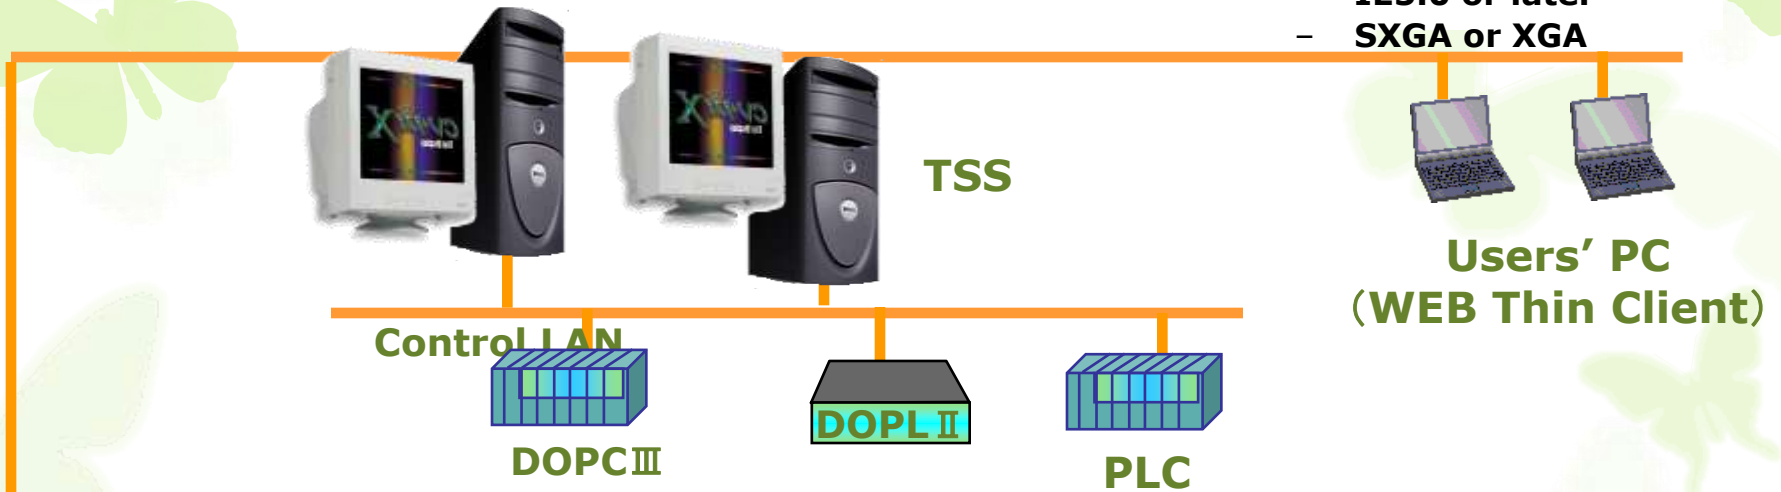 – SXGA or XGA
TSS
Users’ PC
（WEB Thin Client）
Control LAN
DOPCⅢ
DOPLⅡ
PLC